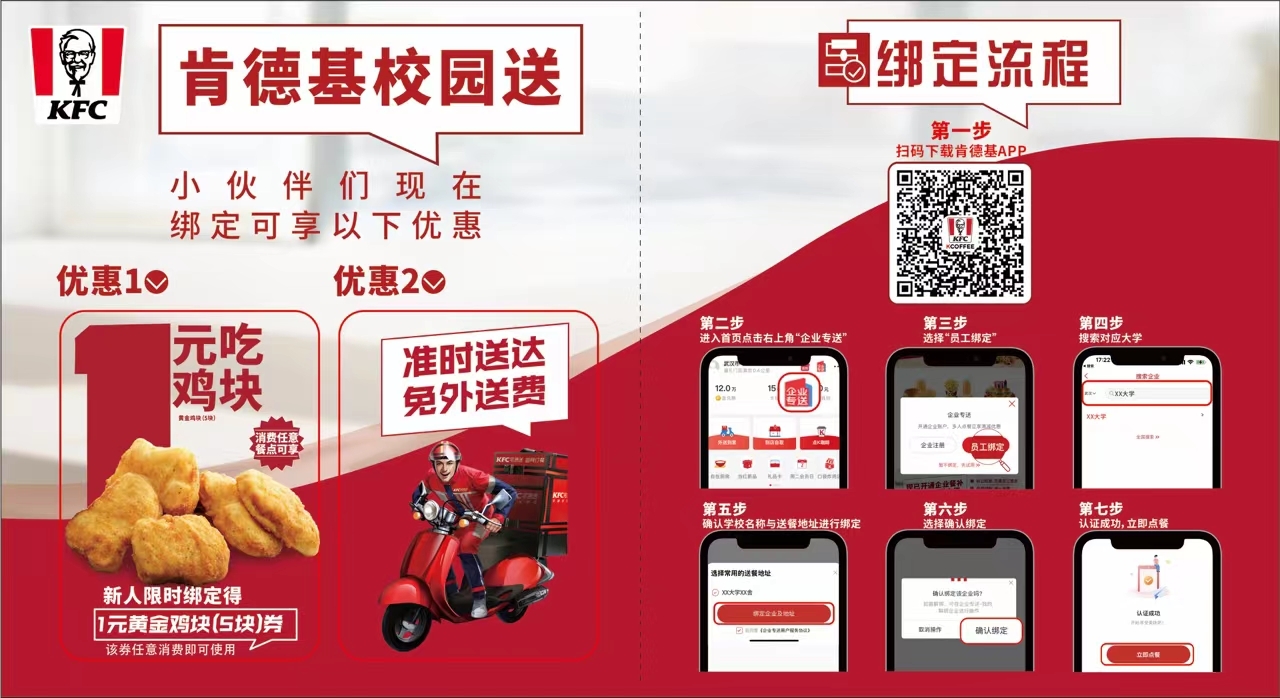 KFC
肯德基校园送
小伙伴们现在
绑定可享以下优惠
优惠1
优惠2
1元吃
鸡块
黄金鸡块(5块)
消费任意
餐点可享
新人限时绑定得
1元黄金鸡块(5块)券
该券任意消费即可使用
准时送达
免外送费
绑定流程
第一步
扫码下载肯德基APP
KFC
KCOFFEE
第二步
进入首页点击右上角“企业专送”
12.0万
企业
专送
第三步
选择“员工绑定”
企业专送
企业注册
员工绑定
第四步
搜索对应大学
17:22
搜索企业
XX大学
XX大学
第五步
确认学校名称与送餐地址进行绑定
选择常用的送餐地址
XX大学XX舍
绑定企业及地址
第六步
选择确认绑定
确认绑定该企业吗?
取消操作
确认绑定
第七步
认证成功,立即点餐
认证成功
立即点餐